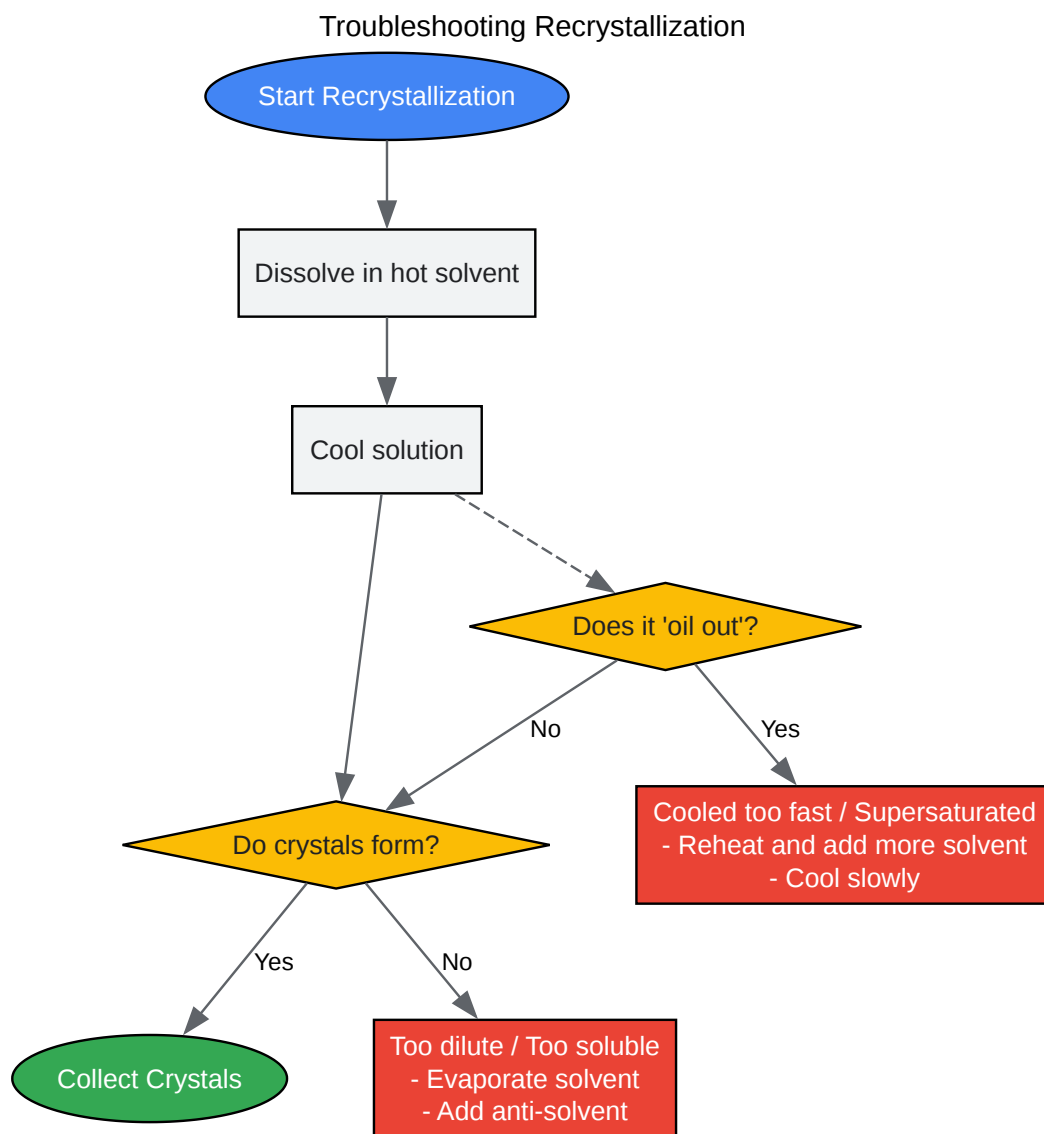 Troubleshooting Recrystallization
Start Recrystallization
Dissolve in hot solvent
Cool solution
Does it 'oil out'?
No
Yes
Cooled too fast / Supersaturated
- Reheat and add more solvent
- Cool slowly
Do crystals form?
Yes
No
Collect Crystals
Too dilute / Too soluble
- Evaporate solvent
- Add anti-solvent